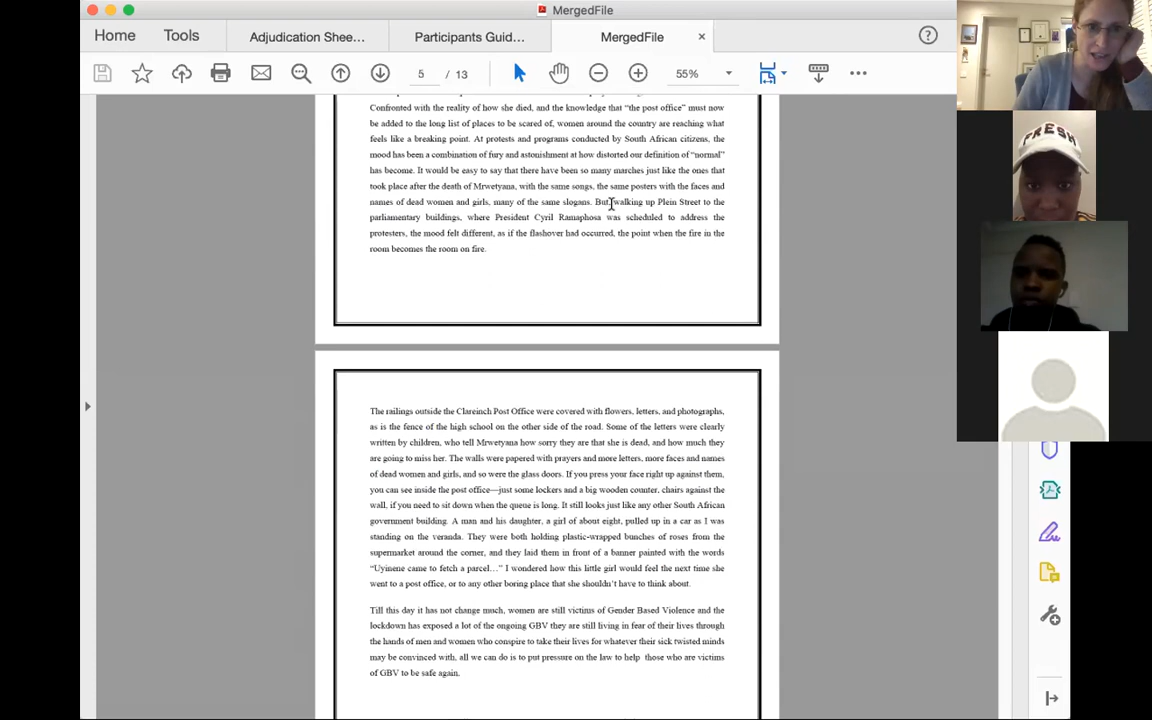 MergedFile
Home
Tools
Adjudication Shee...
Participants Guid...
MergedFile
×
5 / 13
55%
FRESH
Confronted with the reality of how she died, and the knowledge that “the post office” must now
be added to the long list of places to be scared of, women around the country are reaching what
feels like a breaking point. At protests and programs conducted by South African citizens, the
mood has been a combination of fury and astonishment at how distorted our definition of “normal”
has become. It would be easy to say that there have been so many marches just like the ones that
took place after the death of Mrwetyana, with the same songs, the same posters with the faces and
names of dead women and girls, many of the same slogans. But, walking up Plein Street to the
parliamentary buildings, where President Cyril Ramaphosa was scheduled to address the
protesters, the mood felt different, as if the flashover had occurred, the point when the fire in the
room becomes the room on fire.
The railings outside the Clareinch Post Office were covered with flowers, letters, and photographs,
as is the fence of the high school on the other side of the road. Some of the letters were clearly
written by children, who tell Mrwetyana how sorry they are that she is dead, and how much they
are going to miss her. The walls were papered with prayers and more letters, more faces and names
of dead women and girls, and so were the glass doors. If you press your face right up against them,
you can see inside the post office—just some lockers and a big wooden counter, chairs against the
wall, if you need to sit down when the queue is long. It still looks just like any other South African
government building. A man and his daughter, a girl of about eight, pulled up in a car as I was
standing on the veranda. They were both holding plastic-wrapped bunches of roses from the
supermarket around the corner, and they laid them in front of a banner painted with the words
“Uyinene came to fetch a parcel…” I wondered how this little girl would feel the next time she
went to a post office, or to any other boring place that she shouldn’t have to think about.
Till this day it has not change much, women are still victims of Gender Based Violence and the
lockdown has exposed a lot of the ongoing GBV they are still living in fear of their lives through
the hands of men and women who conspire to take their lives for whatever their sick twisted minds
may be convinced with, all we can do is to put pressure on the law to help those who are victims
of GBV to be safe again.